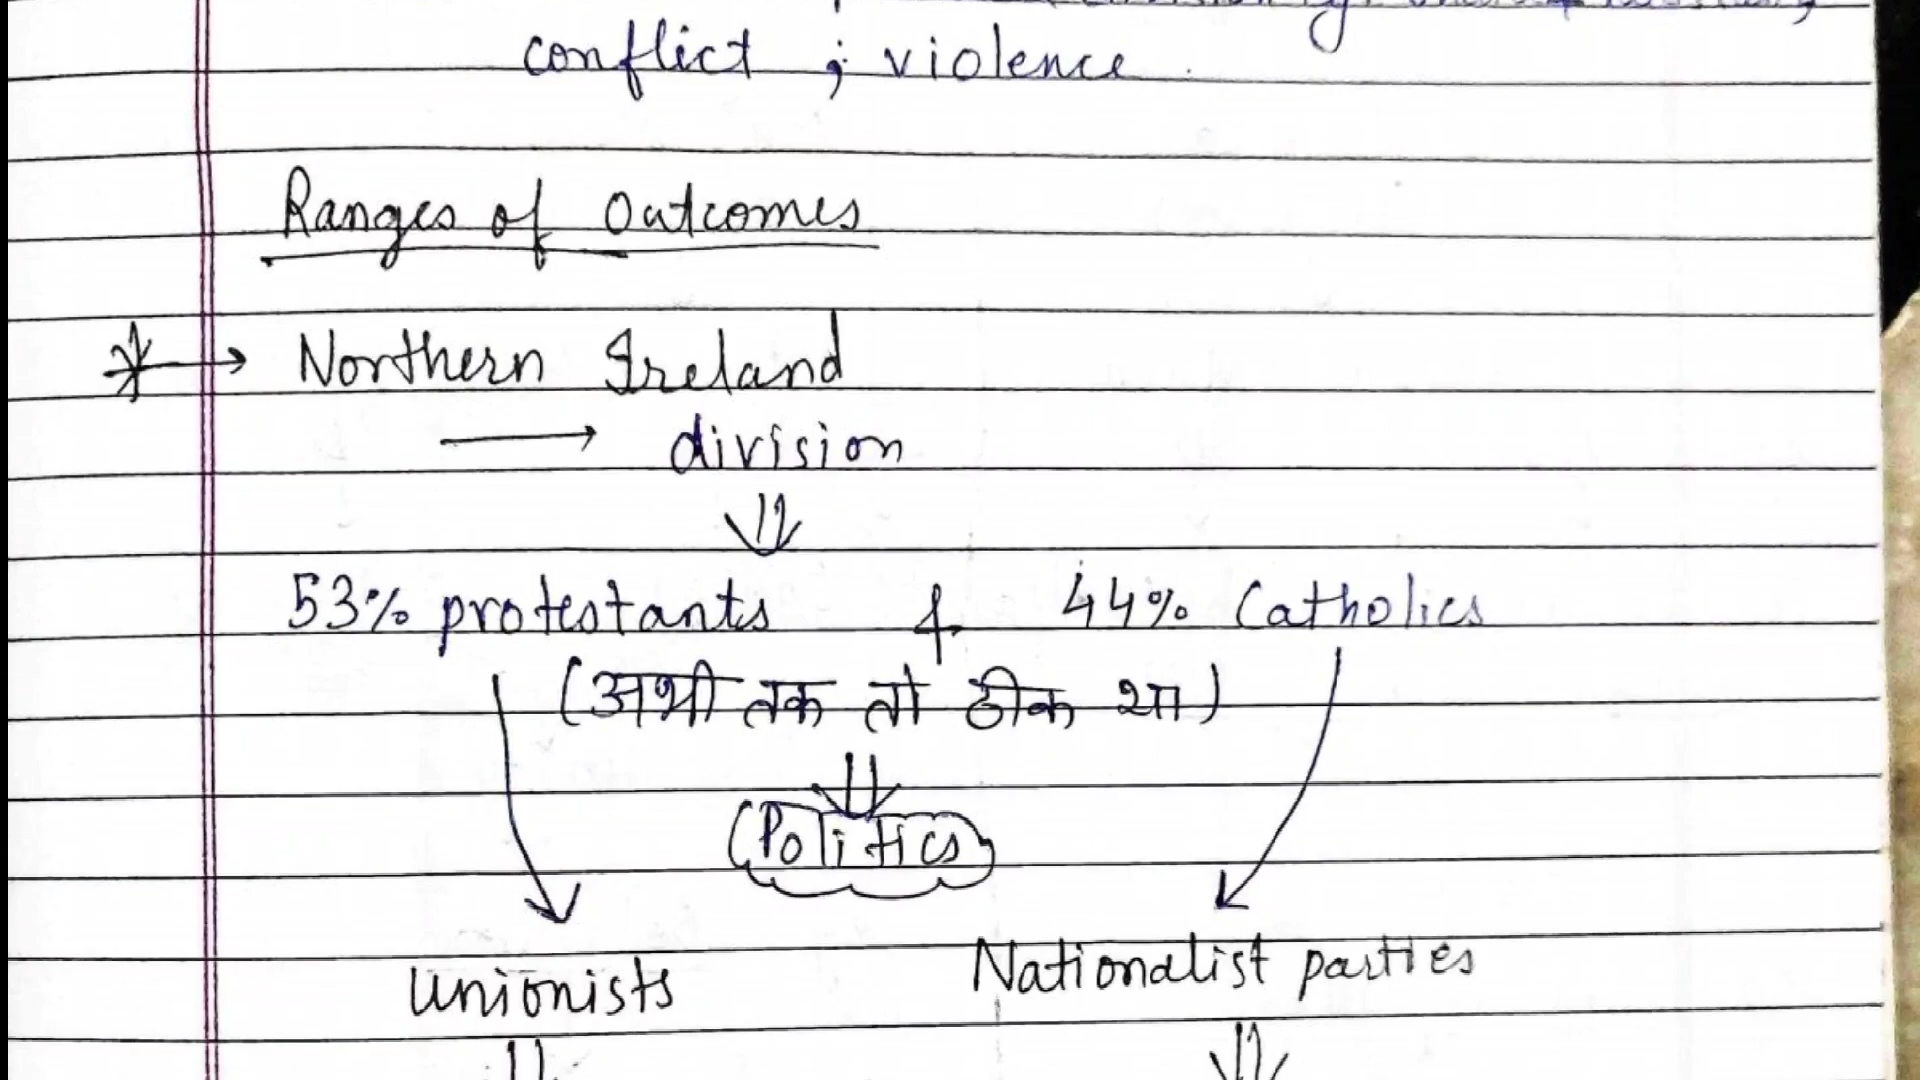 conflict ; violence
Ranges of Outcomes
* → Northern Ireland
→ division
53% protestants & 44% Catholics
(अभी तक तो ठीक था)
Politics
Unionists Nationalist parties